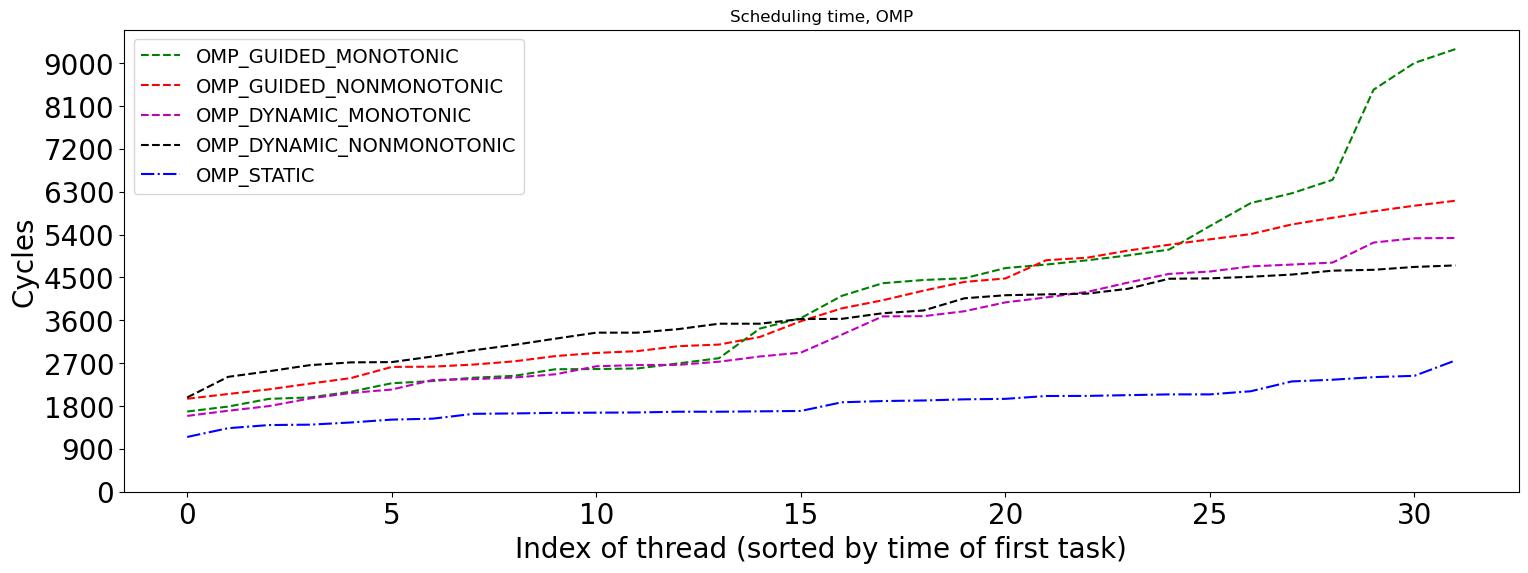 Scheduling time, OMP
OMP_GUIDED_MONOTONIC
OMP_GUIDED_NONMONOTONIC
OMP_DYNAMIC_MONOTONIC
OMP_DYNAMIC_NONMONOTONIC
OMP_STATIC
Cycles
9000
8100
7200
6300
5400
4500
3600
2700
1800
900
0
0 5 10 15 20 25 30
Index of thread (sorted by time of first task)